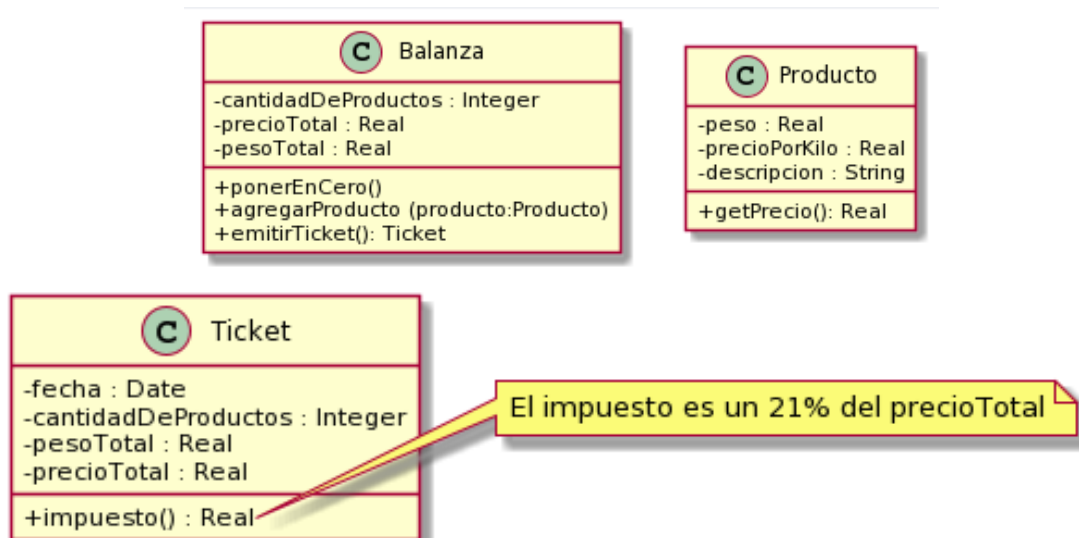 C Balanza
-cantidadDeProductos : Integer
-precioTotal : Real
-pesoTotal : Real
+ponerEnCero()
+agregarProducto (producto:Producto)
+emitirTicket(): Ticket
C Producto
-peso : Real
-precioPorKilo : Real
-descripcion : String
+getPrecio(): Real
C Ticket
-fecha : Date
-cantidadDeProductos : Integer
-pesoTotal : Real
-precioTotal : Real
+impuesto() : Real
El impuesto es un 21% del precioTotal